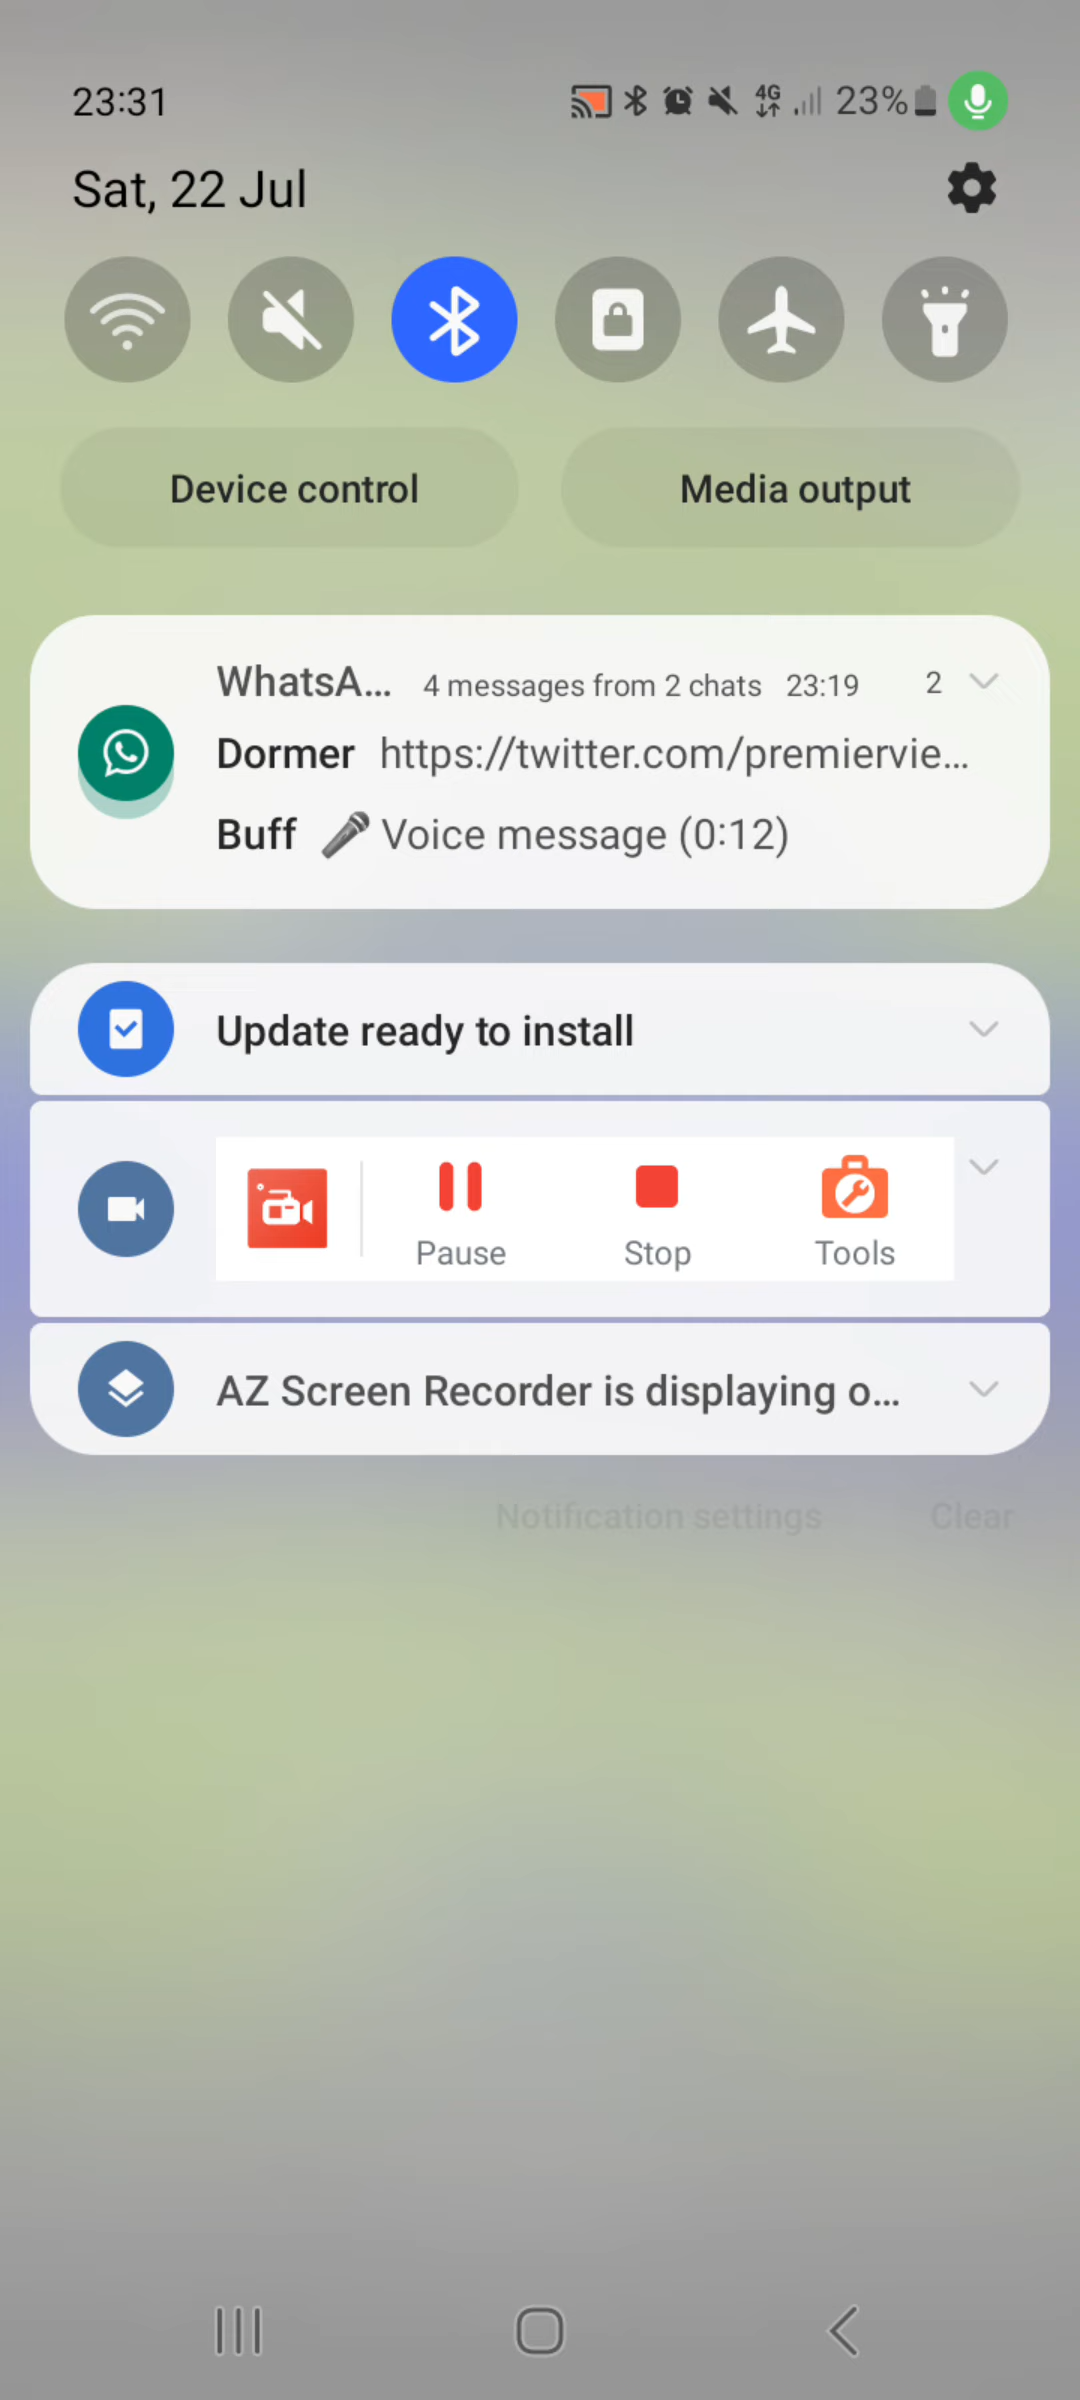 23:31
4G 23%
Sat, 22 Jul
Device control
Media output
WhatsA... 4 messages from 2 chats 23:19 2
Dormer https://twitter.com/premiervie...
Buff 🎤 Voice message (0:12)
Update ready to install
Pause
Stop
Tools
AZ Screen Recorder is displaying o...
Notification settings
Clear